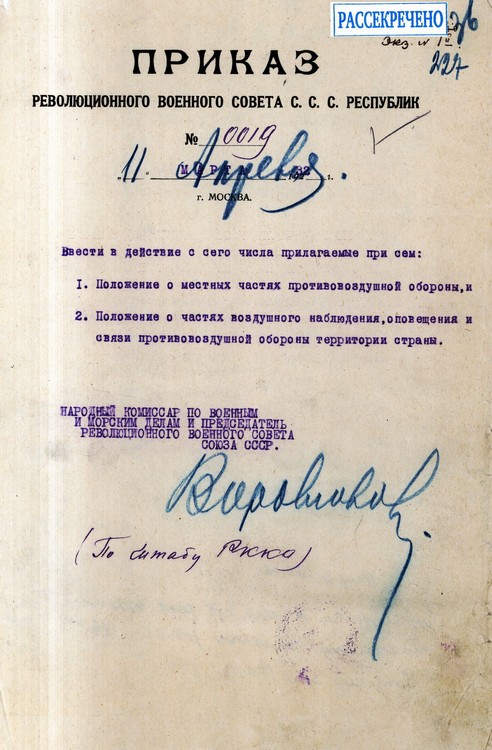 РАССЕКРЕЧЕНО
Экз. № 1
227
ПРИКАЗ
РЕВОЛЮЦИОННОГО ВОЕННОГО СОВЕТА С. С. С. РЕСПУБЛИК
№ 0019
11 Апреля
г. МОСКВА.
Ввести в действие с сего числа прилагаемые при сем:
1. Положение о местных частях противовоздушной обороны,и
2. Положение о частях воздушного наблюдения,оповещения и
связи противовоздушной обороны территории страны.
НАРОДНЫЙ КОМИССАР ПО ВОЕННЫМ
И МОРСКИМ ДЕЛАМ И ПРЕДСЕДАТЕЛЬ
РЕВОЛЮЦИОННОГО ВОЕННОГО СОВЕТА
СОЮЗА СССР.
Ворошилов
(По штабу РККА)